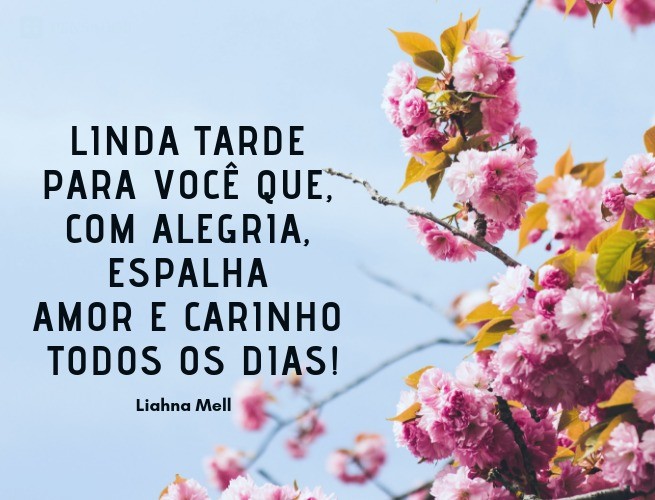 LINDA TARDE
PARA VOCÊ QUE,
COM ALEGRIA,
ESPALHA
AMOR E CARINHO
TODOS OS DIAS!
Liahna Mell